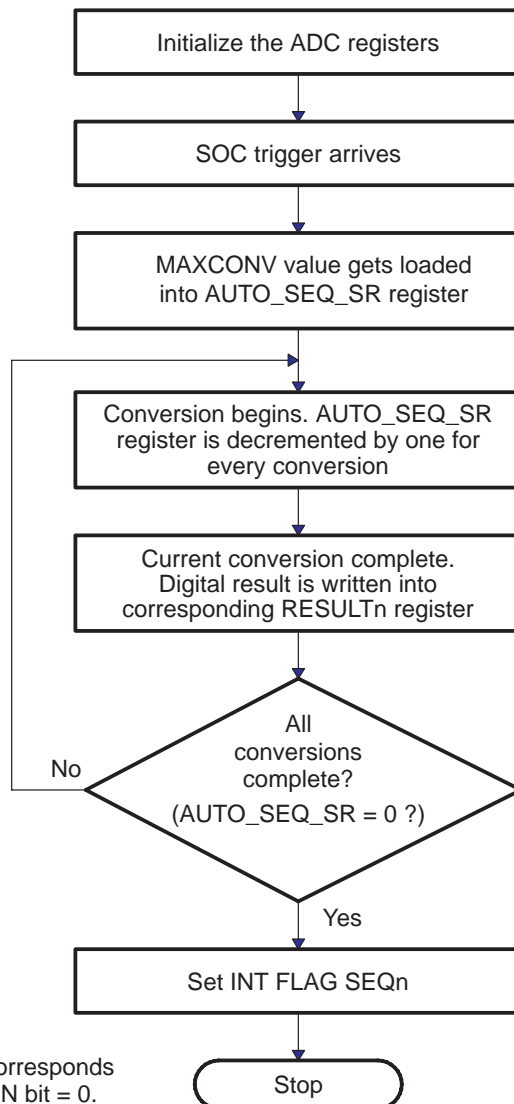 Initialize the ADC registers
SOC trigger arrives
MAXCONV value gets loaded
into AUTO_SEQ_SR register
Conversion begins. AUTO_SEQ_SR
register is decremented by one for
every conversion
Current conversion complete.
Digital result is written into
corresponding RESULTn register
All
conversions
complete?
(AUTO_SEQ_SR = 0 ?)
No
Yes
Set INT FLAG SEQn
orresponds
N bit = 0.
Stop